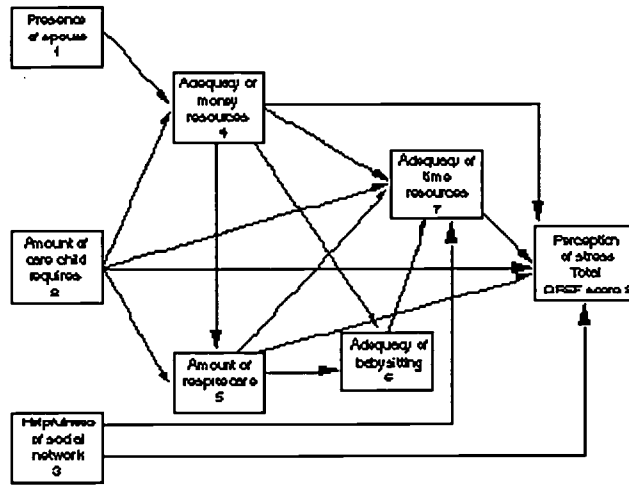 Presence
of spouse
1
Adequacy of
money
resources
4
Adequacy of
time
resources
7
Amount of
care child
requires
2
Perception
of stress
Total
score 8
Amount of
respite care
5
Adequacy of
babysitting
6
Helpfulness
of social
network
3